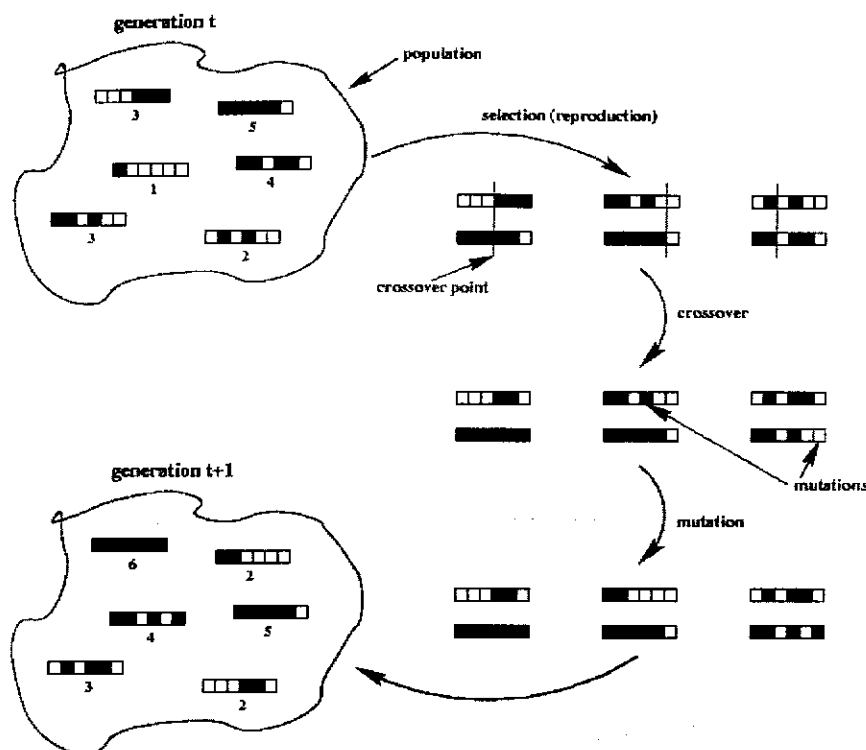 generation t
population
3
5
selection (reproduction)
1
4
3
2
crossover point
crossover
generation t+1
mutations
mutation
6
2
4
5
3
2